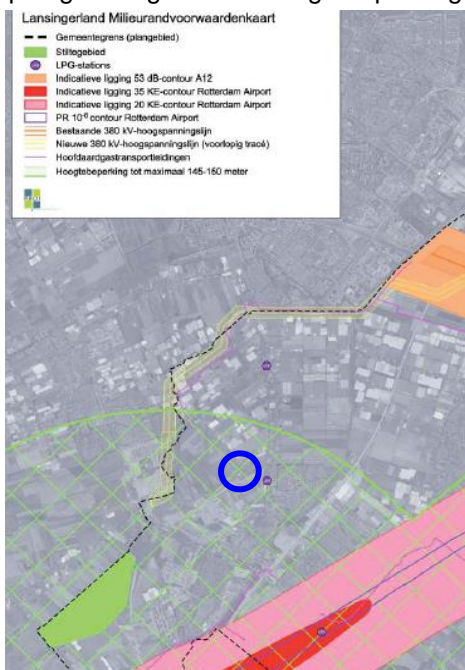 Lansingerland Milieurandvoorwaardenkaart
Gemeentegrens (plangebied)
Stiltegebied
LPG-stations
Indicatieve ligging 53 dB-contour A12
Indicatieve ligging 35 KE-contour Rotterdam Airport
Indicatieve ligging 20 KE-contour Rotterdam Airport
PR 10⁻⁶ contour Rotterdam Airport
Bestaande 380 kV-hoogspanningslijn
Nieuwe 380 kV-hoogspanningslijn (voorlopig tracé)
Hoofdaardgastransportleidingen
Hoogtebeperking tot maximaal 145-150 meter